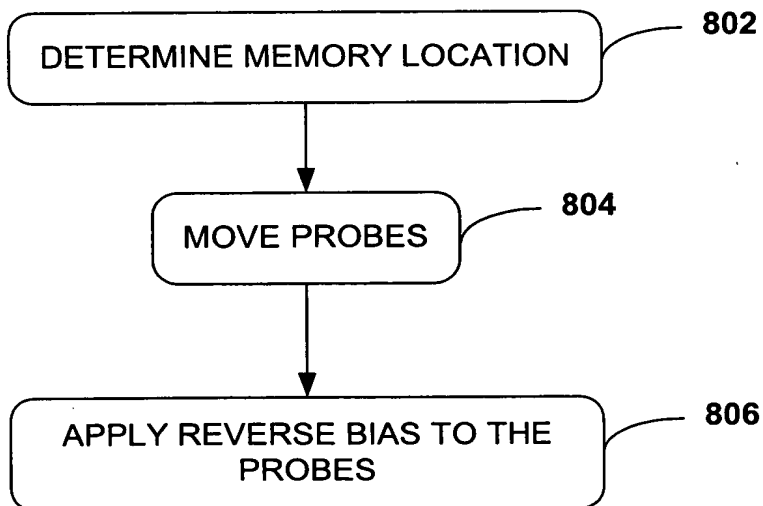 802
DETERMINE MEMORY LOCATION
804
MOVE PROBES
806
APPLY REVERSE BIAS TO THE
PROBES